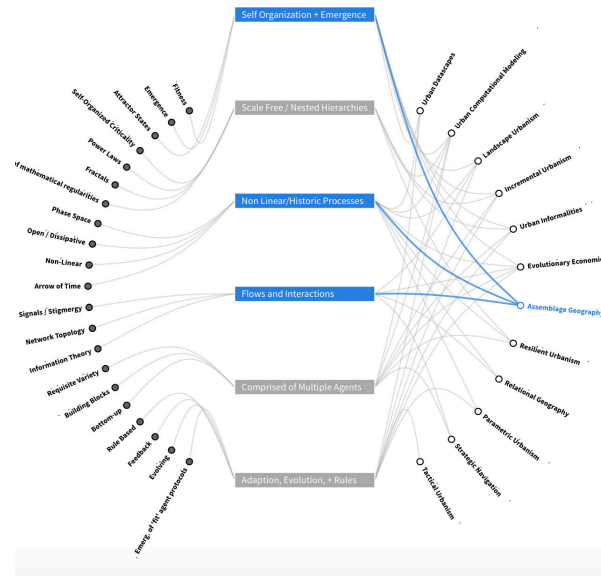 Self Organization + Emergence
Scale Free / Nested Hierarchies
Non Linear/Historic Processes
Flows and Interactions
Comprised of Multiple Agents
Adaption, Evolution, + Rules
Fitness
Emergence
Attractor States
Self-Organized Criticality
Power Laws
Fractals
of mathematical regularities
Phase Space
Open / Dissipative
Non-Linear
Arrow of Time
Signals / Stigmergy
Network Topology
Information Theory
Requisite Variety
Building Blocks
Bottom-up
Rule Based
Feedback
Evolving
Emerg. of 'fit' agent protocols
Urban Datascapes
Urban Computational Modeling
Landscape Urbanism
Incremental Urbanism
Urban Informalities
Evolutionary Economic
Assemblage Geography
Resilient Urbanism
Relational Geography
Parametric Urbanism
Strategic Navigation
Tactical Urbanism